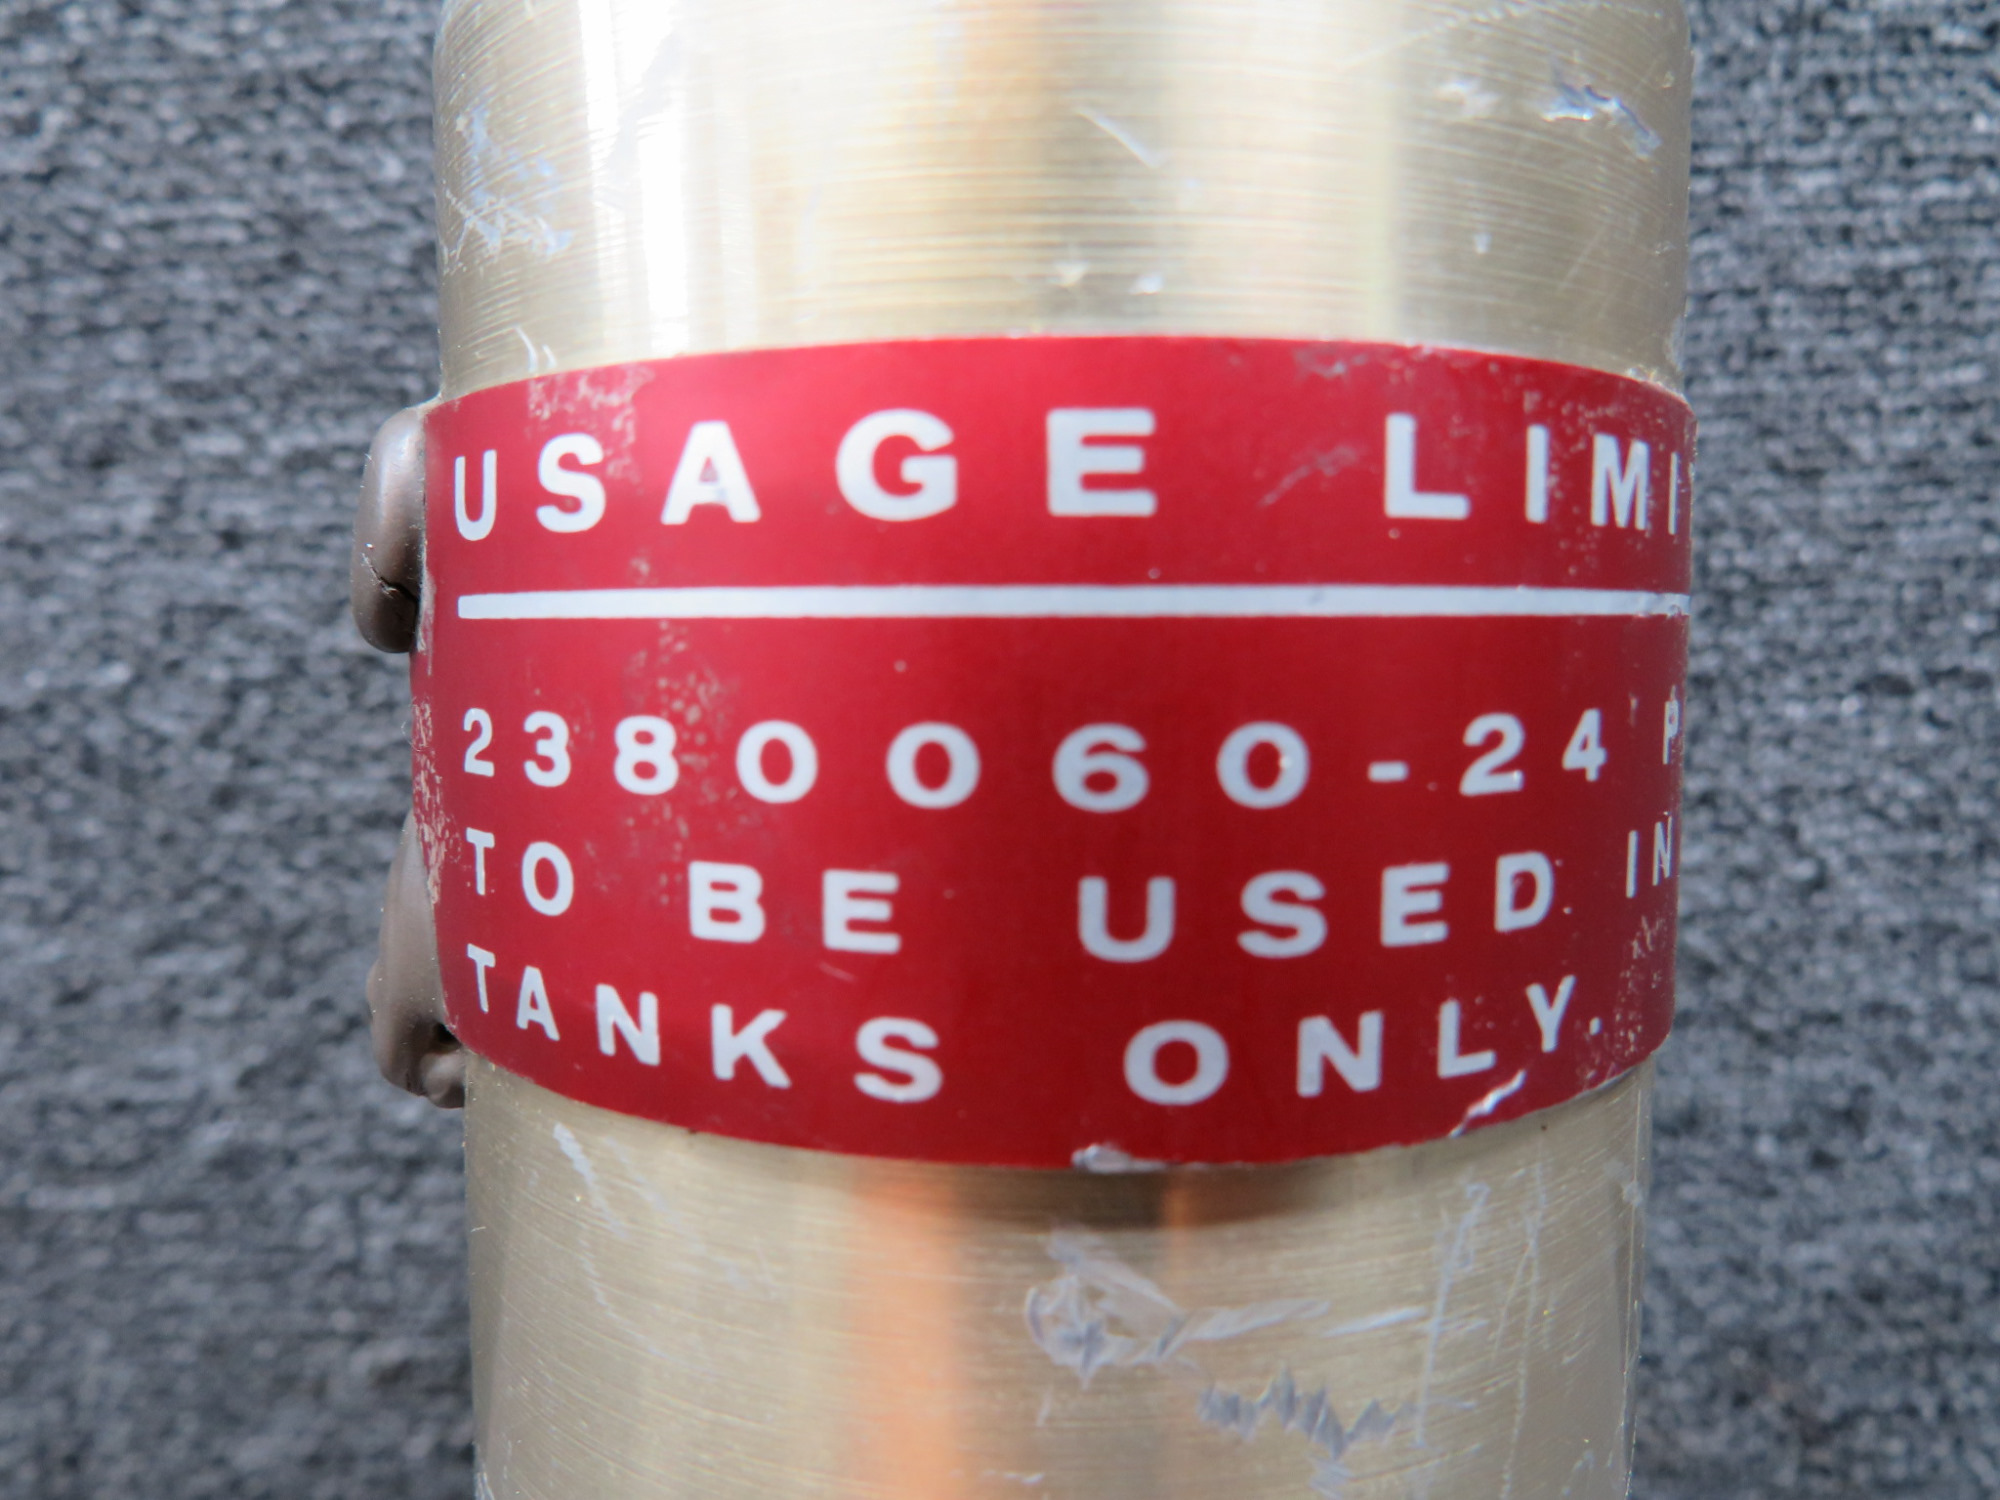 USAGE LIMI
2380060-24 P
TO BE USED IN
TANKS ONLY.